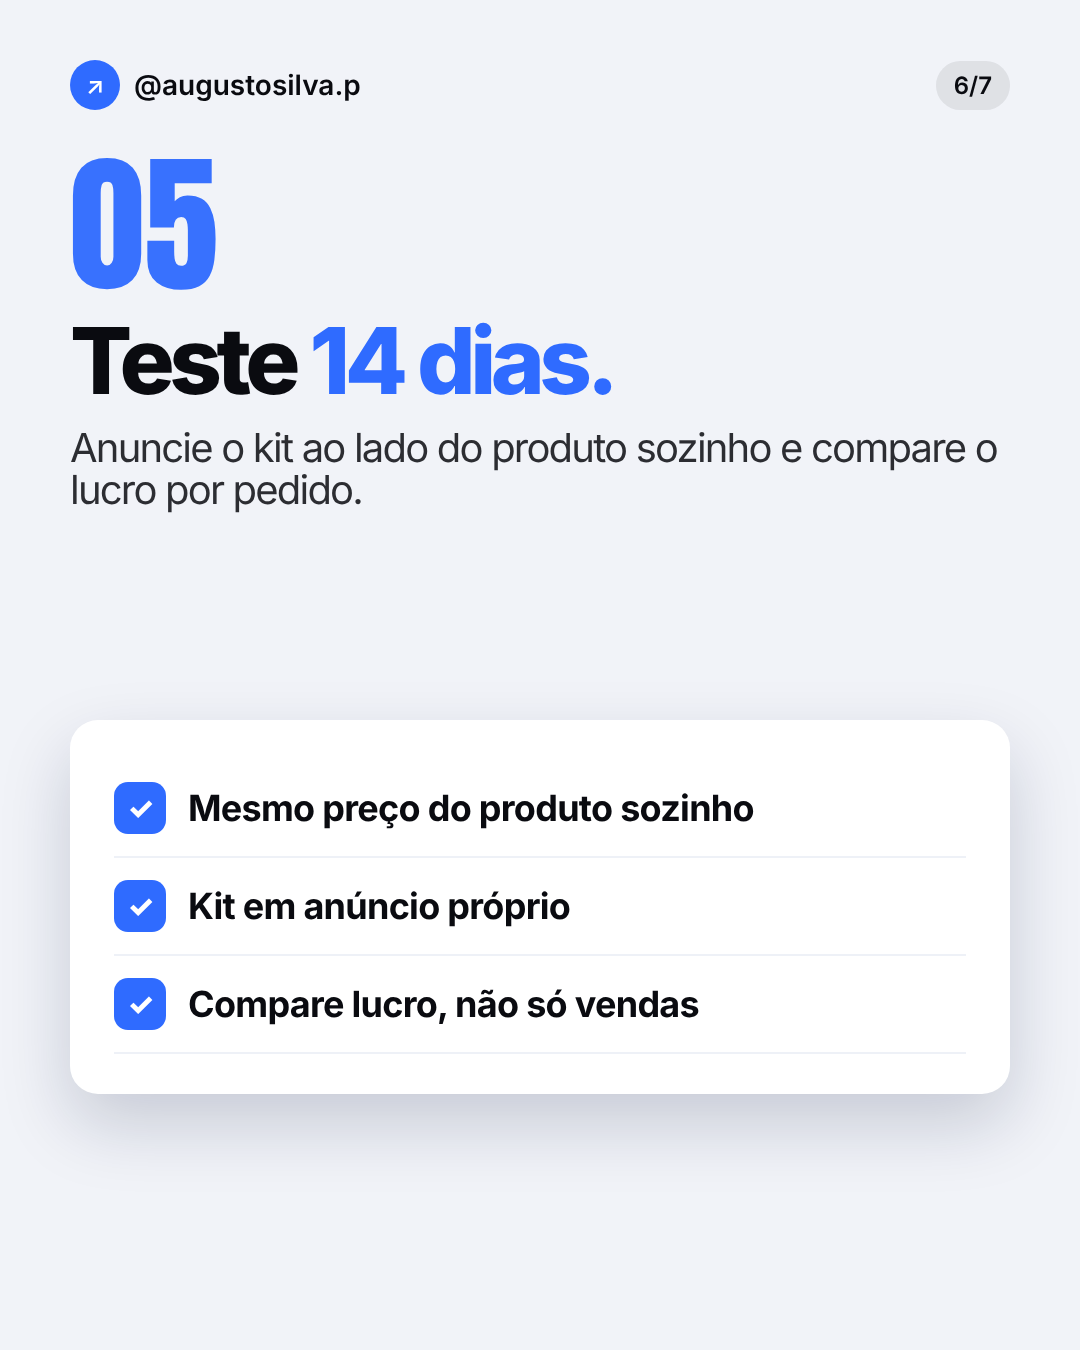 @augustosilva.p
6/7
05
Teste 14 dias.
Anuncie o kit ao lado do produto sozinho e compare o
lucro por pedido.
Mesmo preço do produto sozinho
Kit em anúncio próprio
Compare lucro, não só vendas